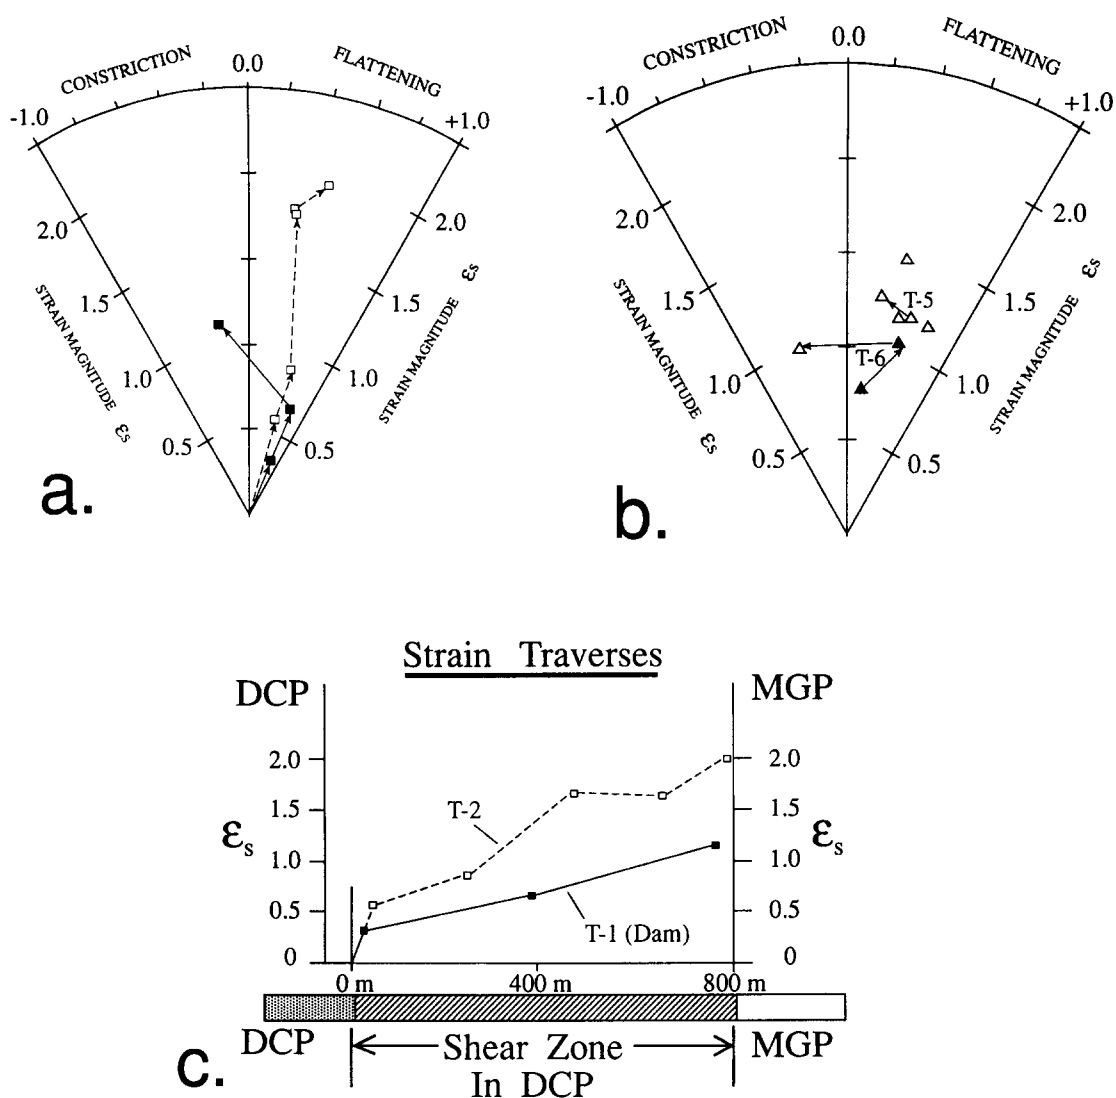 CONSTRICTION
0.0
FLATTENING
-1.0
+1.0
2.0
2.0
1.5
1.5
1.0
1.0
0.5
0.5
STRAIN MAGNITUDE εs
STRAIN MAGNITUDE εs
a.
CONSTRICTION
0.0
FLATTENING
-1.0
+1.0
2.0
2.0
1.5
1.5
1.0
1.0
0.5
0.5
STRAIN MAGNITUDE εs
STRAIN MAGNITUDE εs
T-5
T-6
b.
Strain Traverses
DCP
MGP
2.0
2.0
1.5
1.5
εs
εs
1.0
1.0
0.5
0.5
0
0
T-2
T-1 (Dam)
0 m
400 m
800 m
DCP
Shear Zone
MGP
In DCP
c.